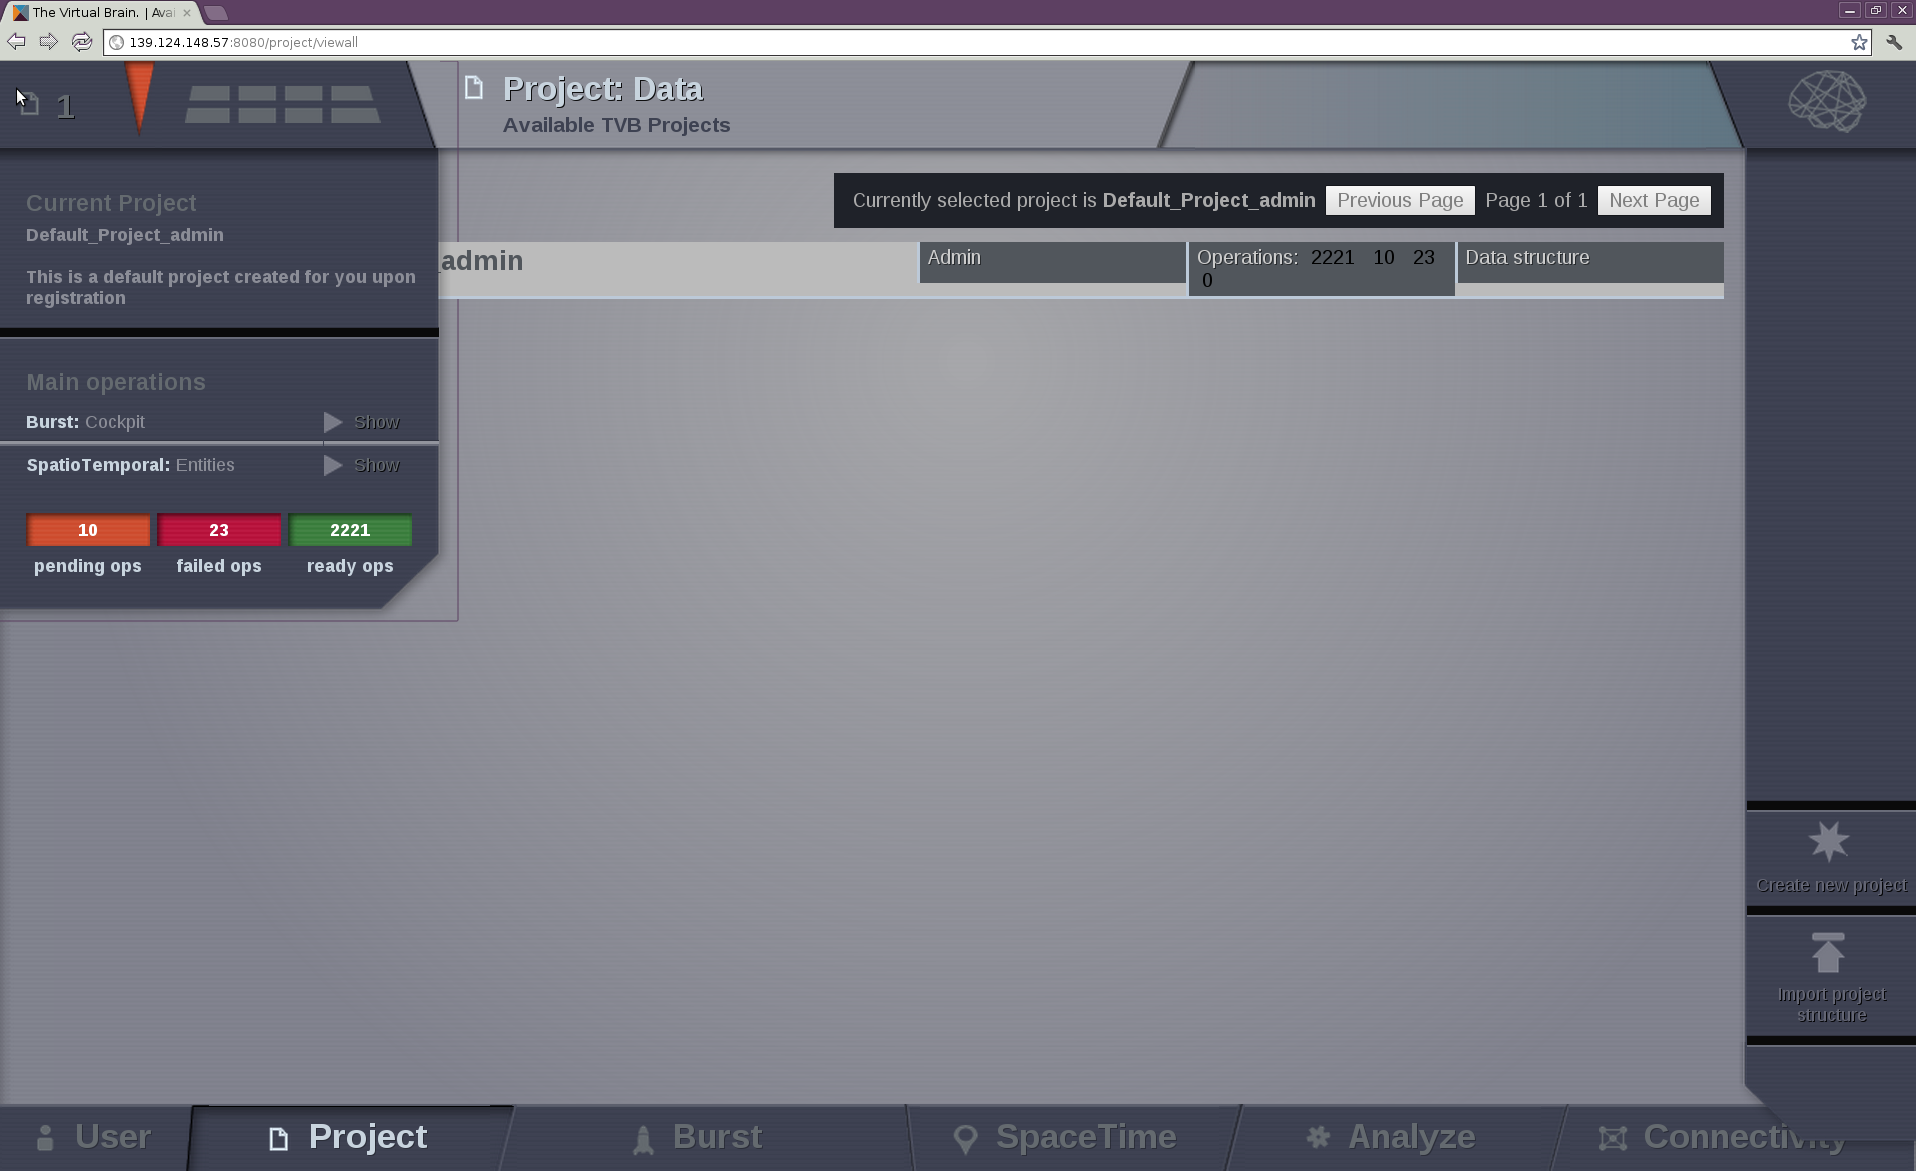 The Virtual Brain. | Avai
139.124.148.57:8080/project/viewall
1
Project: Data
Available TVB Projects
Current Project
Default_Project_admin
This is a default project created for you upon
registration
Currently selected project is Default_Project_admin Previous Page Page 1 of 1 Next Page
_admin
Admin
Operations: 2221 10 23
0
Data structure
Main operations
Burst: Cockpit Show
SpatioTemporal: Entities Show
10 23 2221
pending ops failed ops ready ops
Create new project
Import project
structure
User Project Burst SpaceTime Analyze Connectivity